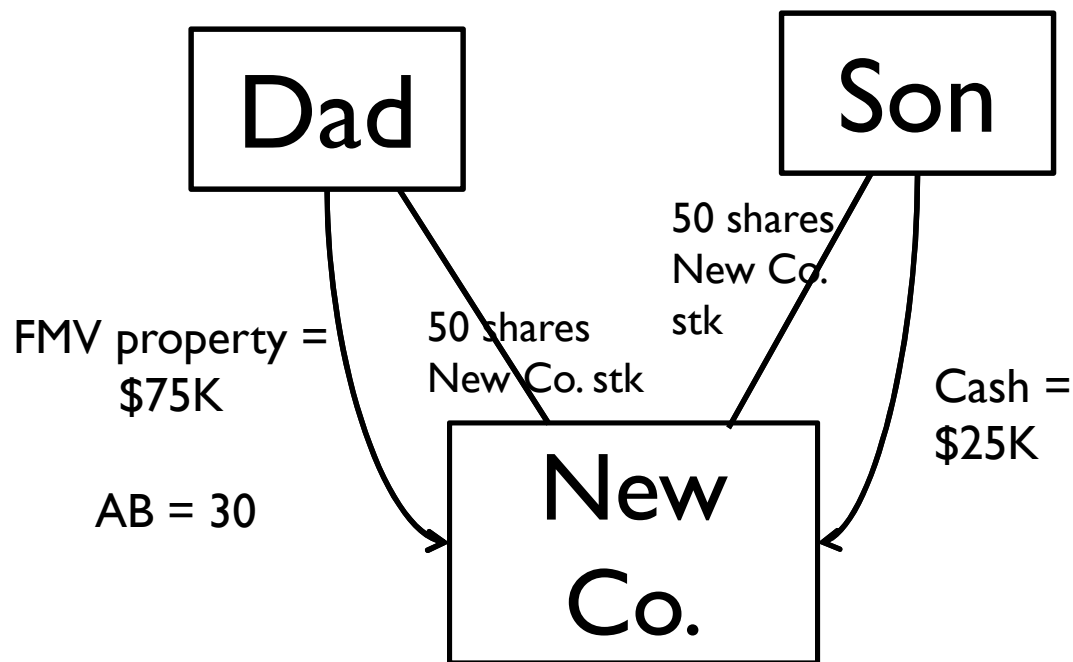 Dad
Son
50 shares
New Co.
stk
FMV property =
$75K
50 shares
New Co. stk
Cash =
$25K
AB = 30
New
Co.